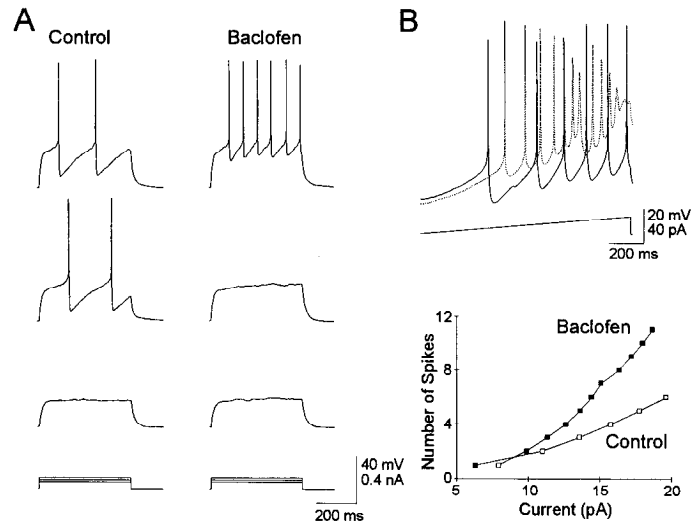 A
Control
Baclofen
40 mV
0.4 nA
200 ms
B
20 mV
40 pA
200 ms
12
8
4
0
Number of Spikes
Baclofen
Control
5
10
15
20
Current (pA)